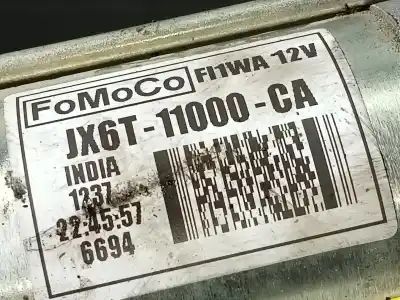 FoMoCo FI1WA 12V
JX6T-11000-CA
INDIA
1237
22:45:57
6694